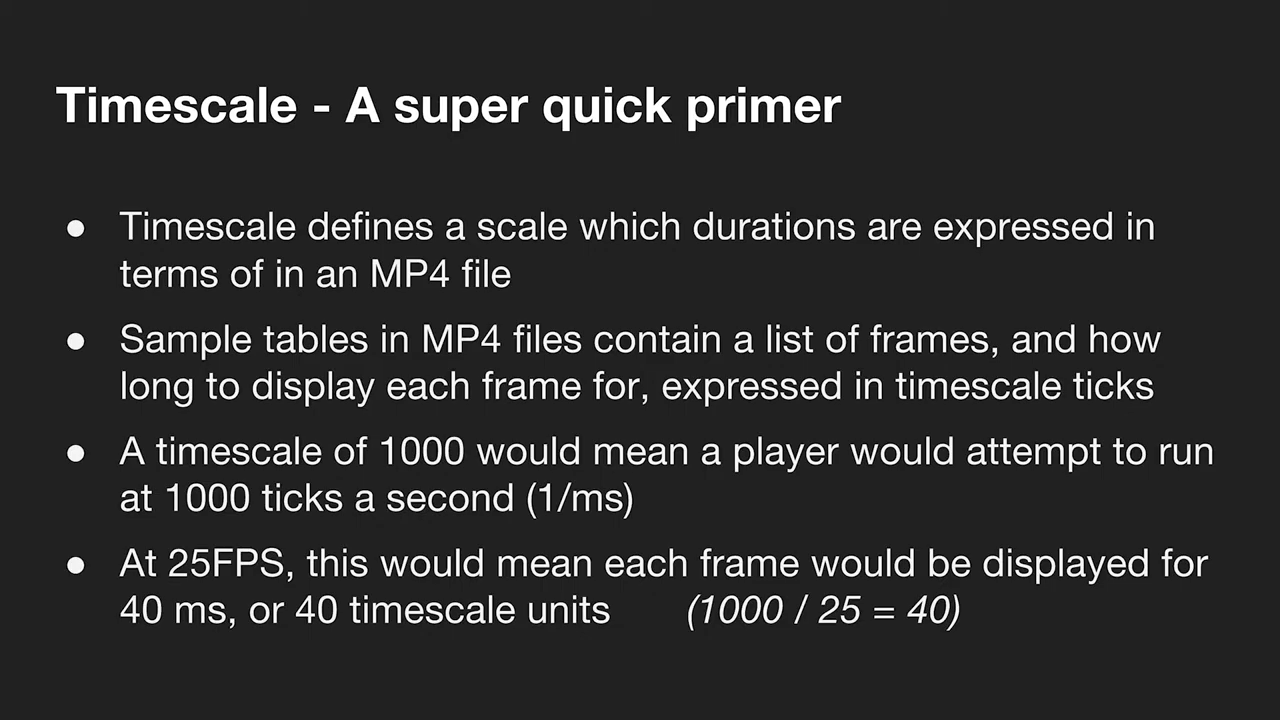 Timescale - A super quick primer
● Timescale defines a scale which durations are expressed in
terms of in an MP4 file
● Sample tables in MP4 files contain a list of frames, and how
long to display each frame for, expressed in timescale ticks
● A timescale of 1000 would mean a player would attempt to run
at 1000 ticks a second (1/ms)
● At 25FPS, this would mean each frame would be displayed for
40 ms, or 40 timescale units (1000 / 25 = 40)